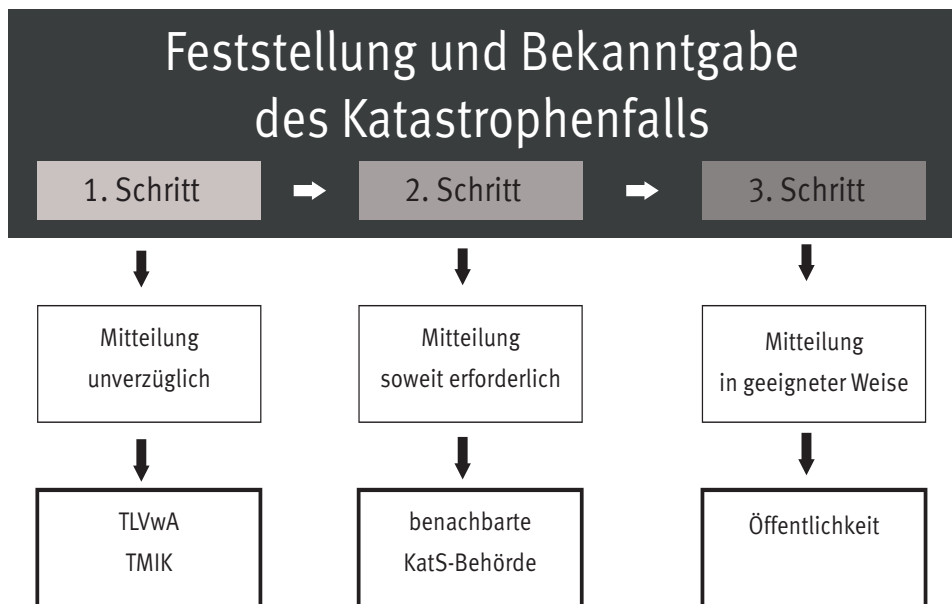 Feststellung und Bekanntgabe
des Katastrophenfalls
1. Schritt
2. Schritt
3. Schritt
Mitteilung
unverzüglich
Mitteilung
soweit erforderlich
Mitteilung
in geeigneter Weise
TLVwA
TMIK
benachbarte
KatS-Behörde
Öffentlichkeit